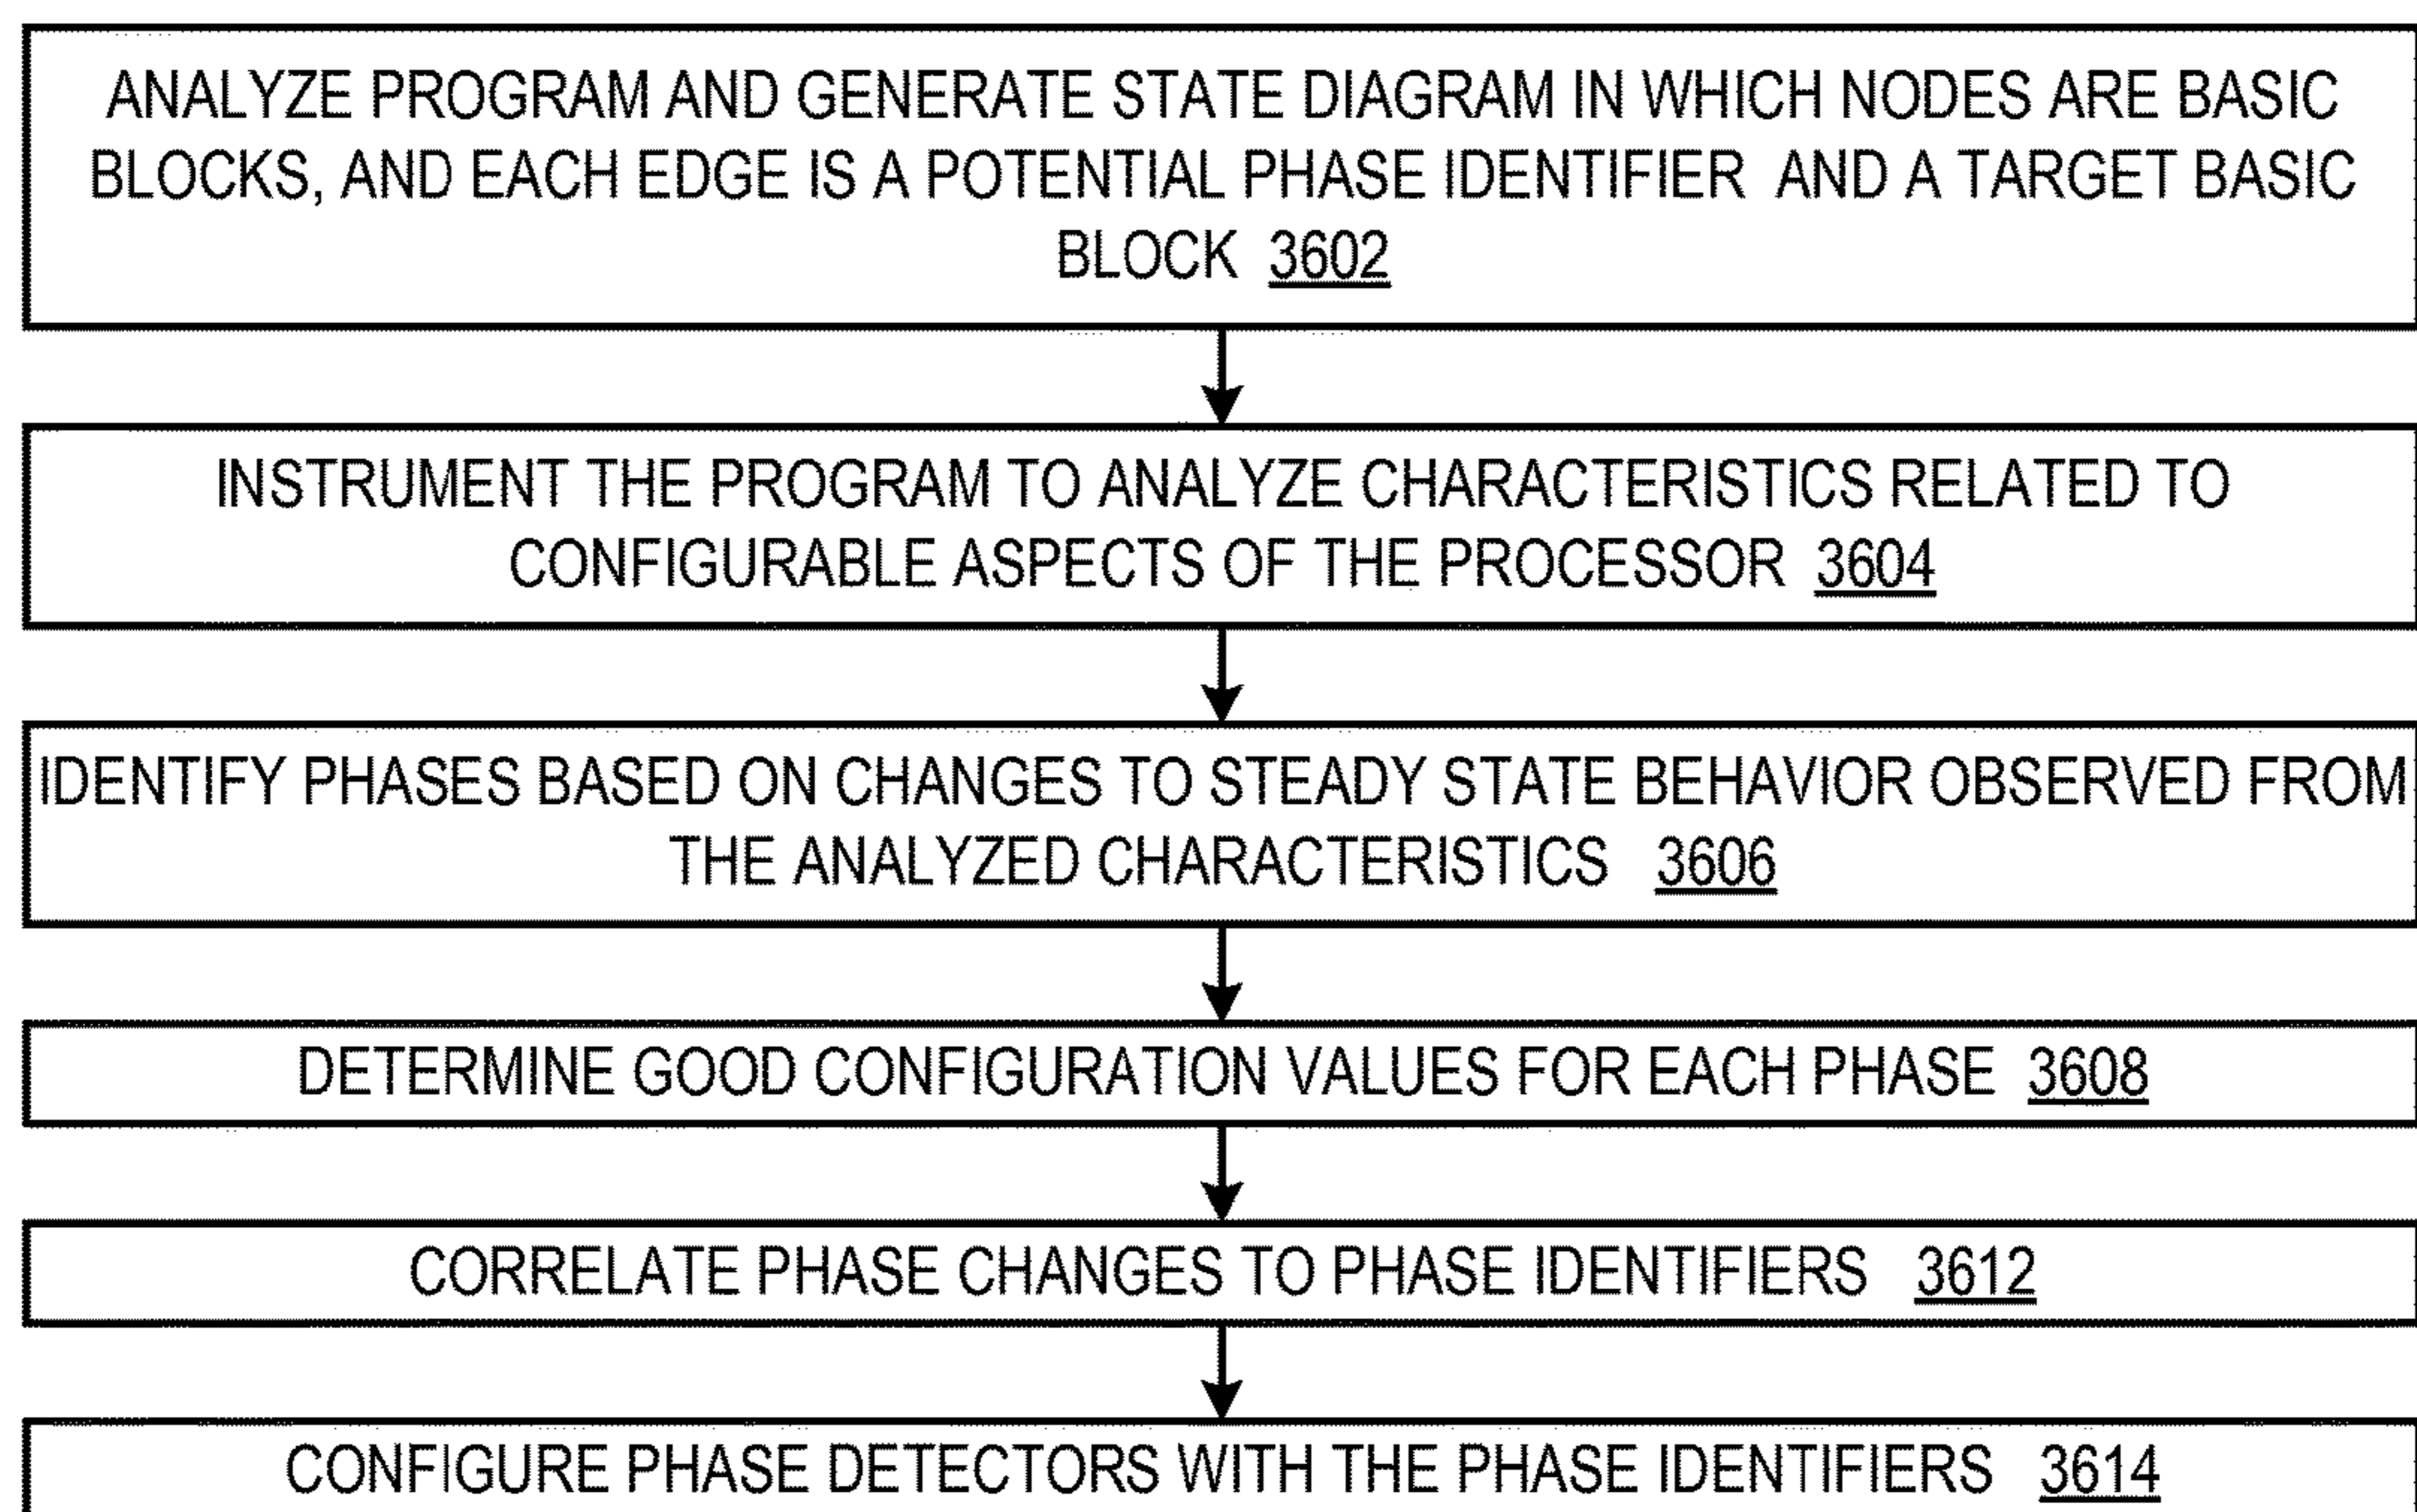 ANALYZE PROGRAM AND GENERATE STATE DIAGRAM IN WHICH NODES ARE BASIC
BLOCKS, AND EACH EDGE IS A POTENTIAL PHASE IDENTIFIER AND A TARGET BASIC
BLOCK 3602
INSTRUMENT THE PROGRAM TO ANALYZE CHARACTERISTICS RELATED TO
CONFIGURABLE ASPECTS OF THE PROCESSOR 3604
IDENTIFY PHASES BASED ON CHANGES TO STEADY STATE BEHAVIOR OBSERVED FROM
THE ANALYZED CHARACTERISTICS 3606
DETERMINE GOOD CONFIGURATION VALUES FOR EACH PHASE 3608
CORRELATE PHASE CHANGES TO PHASE IDENTIFIERS 3612
CONFIGURE PHASE DETECTORS WITH THE PHASE IDENTIFIERS 3614